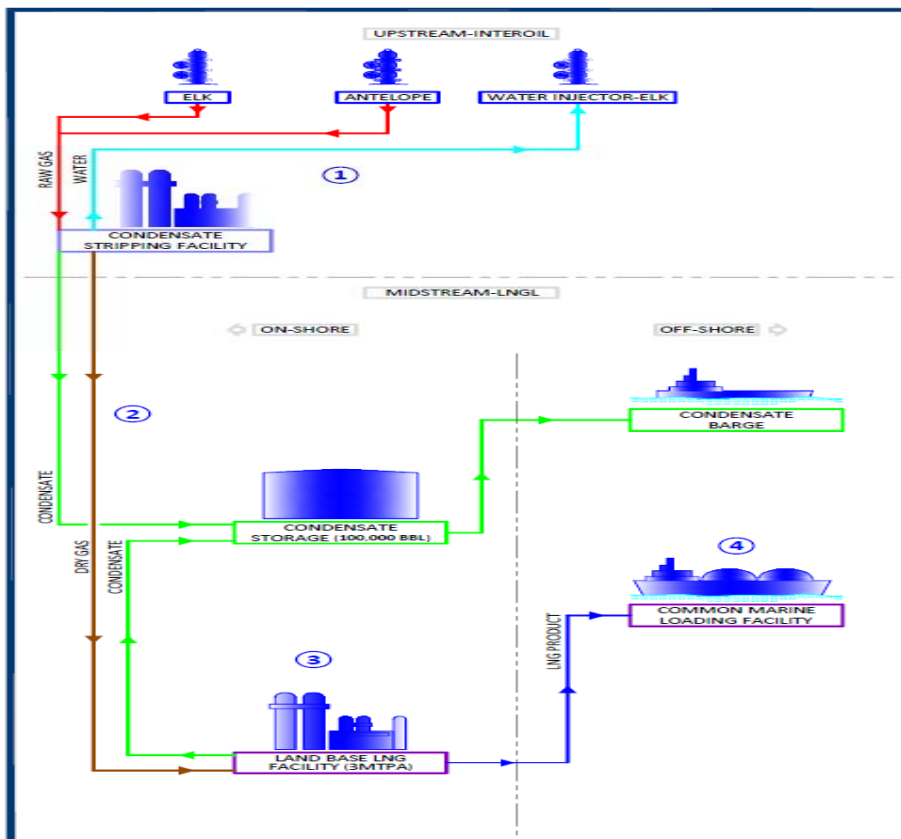 UPSTREAM-INTEROIL
ELK
ANTELOPE
WATER INJECTOR-ELK
RAW GAS
WATER
1
CONDENSATE
STRIPPING FACILITY
MIDSTREAM-LNGL
ON-SHORE
OFF-SHORE
2
CONDENSATE
BARGE
CONDENSATE
CONDENSATE
STORAGE (100,000 BBL)
DRY GAS
CONDENSATE
4
COMMON MARINE
LOADING FACILITY
LNG PRODUCT
3
LAND BASE LNG
FACILITY (3MTPA)